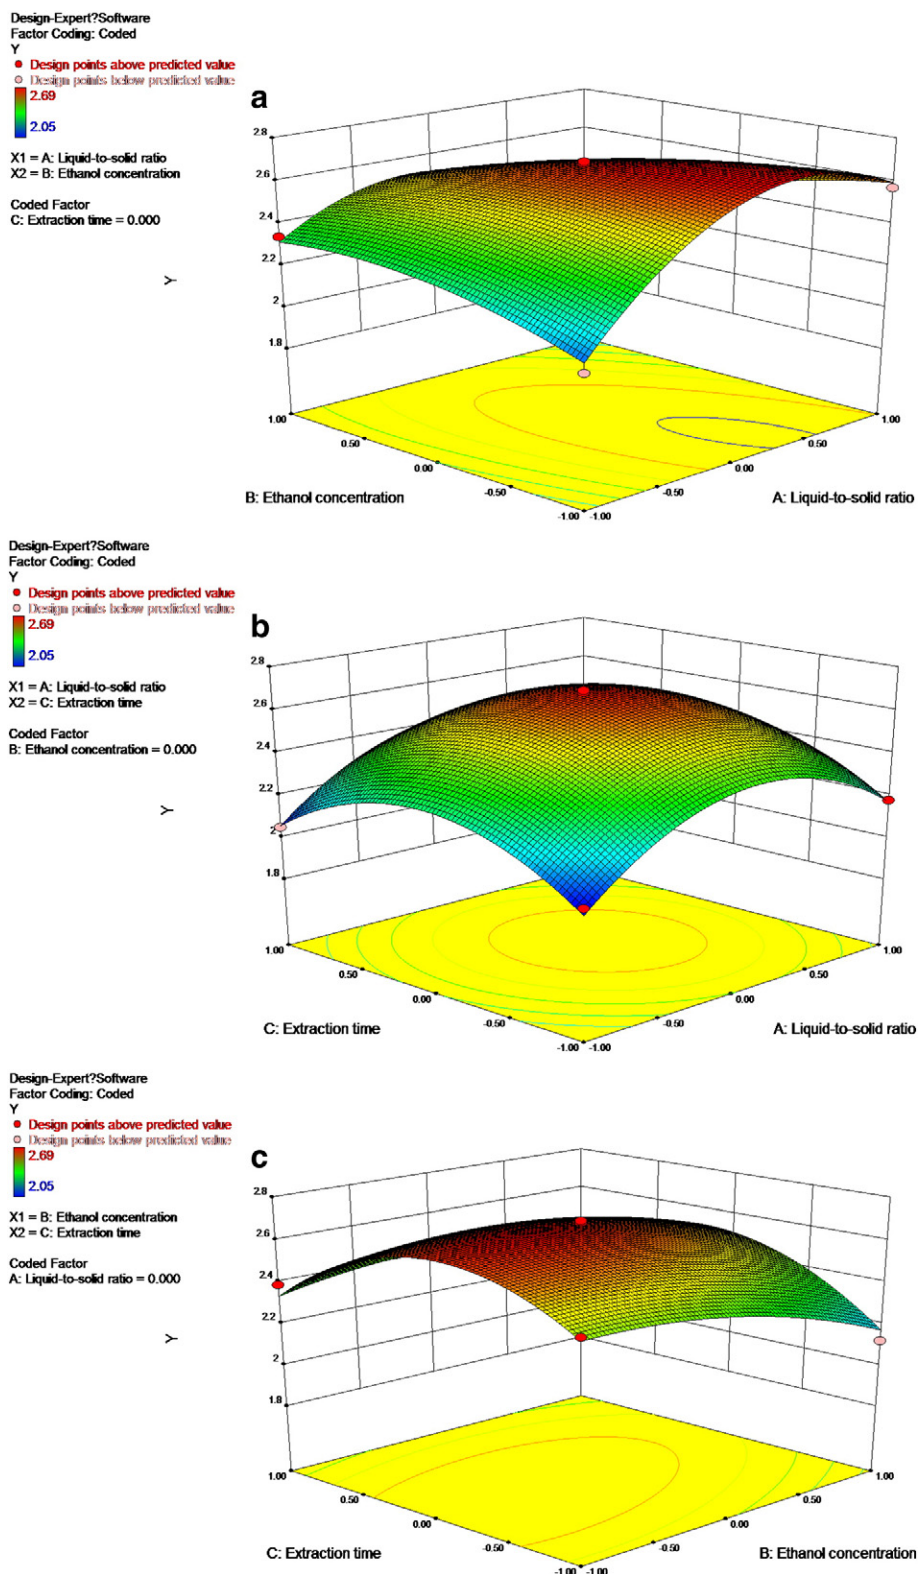 Design-Expert?Software
Factor Coding: Coded
Y
Design points above predicted value
Design points below predicted value
2.69
2.05
X1 = A: Liquid-to-solid ratio
X2 = B: Ethanol concentration
Coded Factor
C: Extraction time = 0.000
a
2.8
2.6
2.4
2.2
2
1.8
Y
1.00
0.50
0.00
-0.50
-1.00
-1.00
-0.50
0.00
0.50
1.00
B: Ethanol concentration
A: Liquid-to-solid ratio
Design-Expert?Software
Factor Coding: Coded
Y
Design points above predicted value
Design points below predicted value
2.69
2.05
X1 = A: Liquid-to-solid ratio
X2 = C: Extraction time
Coded Factor
B: Ethanol concentration = 0.000
b
2.8
2.6
2.4
2.2
2
1.8
Y
1.00
0.50
0.00
-0.50
-1.00
-1.00
-0.50
0.00
0.50
1.00
C: Extraction time
A: Liquid-to-solid ratio
Design-Expert?Software
Factor Coding: Coded
Y
Design points above predicted value
Design points below predicted value
2.69
2.05
X1 = B: Ethanol concentration
X2 = C: Extraction time
Coded Factor
A: Liquid-to-solid ratio = 0.000
c
2.8
2.6
2.4
2.2
2
1.8
Y
1.00
0.50
0.00
-0.50
-1.00
-1.00
-0.50
0.00
0.50
1.00
C: Extraction time
B: Ethanol concentration